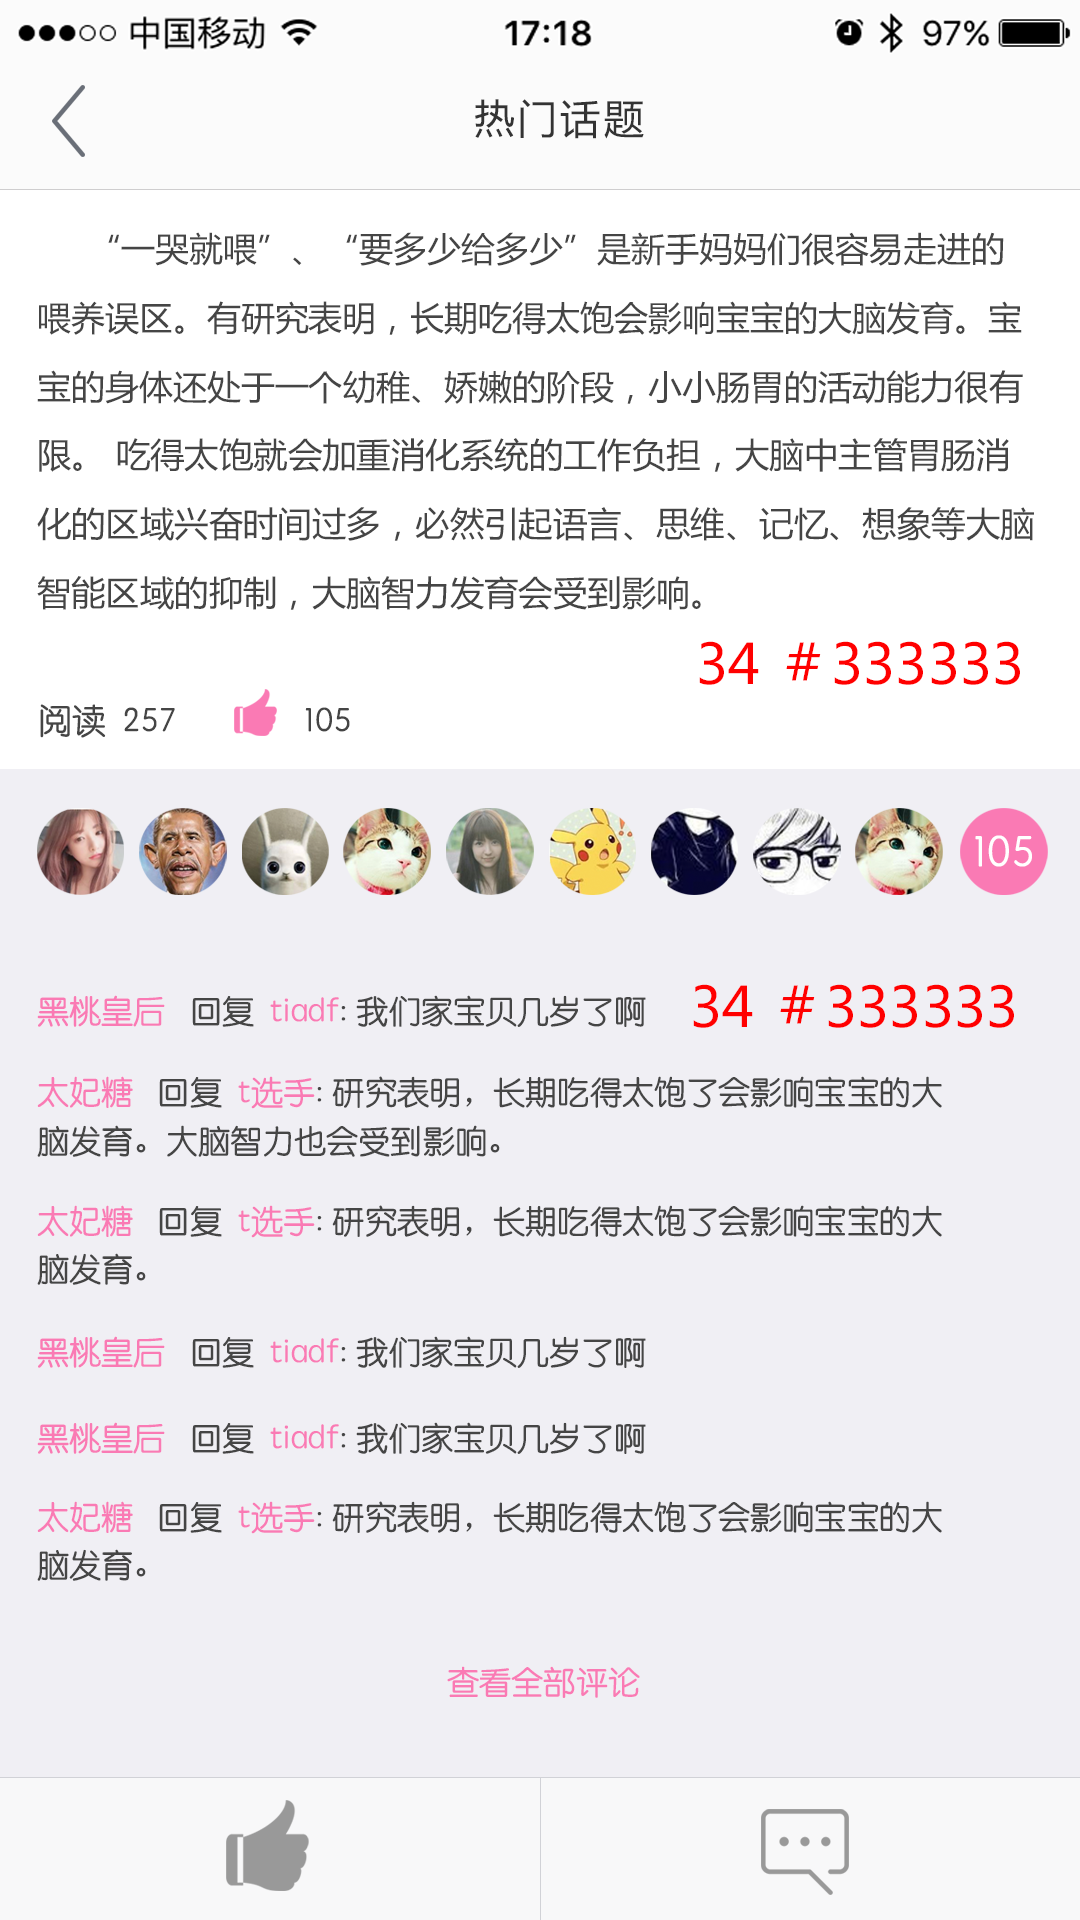 中国移动 17:18 97%
热门话题
“一哭就喂”、“要多少给多少”是新手妈妈们很容易走进的
喂养误区。有研究表明，长期吃得太饱会影响宝宝的大脑发育。宝
宝的身体还处于一个幼稚、娇嫩的阶段，小小肠胃的活动能力很有
限。 吃得太饱就会加重消化系统的工作负担，大脑中主管胃肠消
化的区域兴奋时间过多，必然引起语言、思维、记忆、想象等大脑
智能区域的抑制，大脑智力发育会受到影响。
34 #333333
阅读 257 105
105
黑桃皇后 回复 tiadf: 我们家宝贝几岁了啊 34 #333333
太妃糖 回复 t选手: 研究表明，长期吃得太饱了会影响宝宝的大
脑发育。大脑智力也会受到影响。
太妃糖 回复 t选手: 研究表明，长期吃得太饱了会影响宝宝的大
脑发育。
黑桃皇后 回复 tiadf: 我们家宝贝几岁了啊
黑桃皇后 回复 tiadf: 我们家宝贝几岁了啊
太妃糖 回复 t选手: 研究表明，长期吃得太饱了会影响宝宝的大
脑发育。
查看全部评论